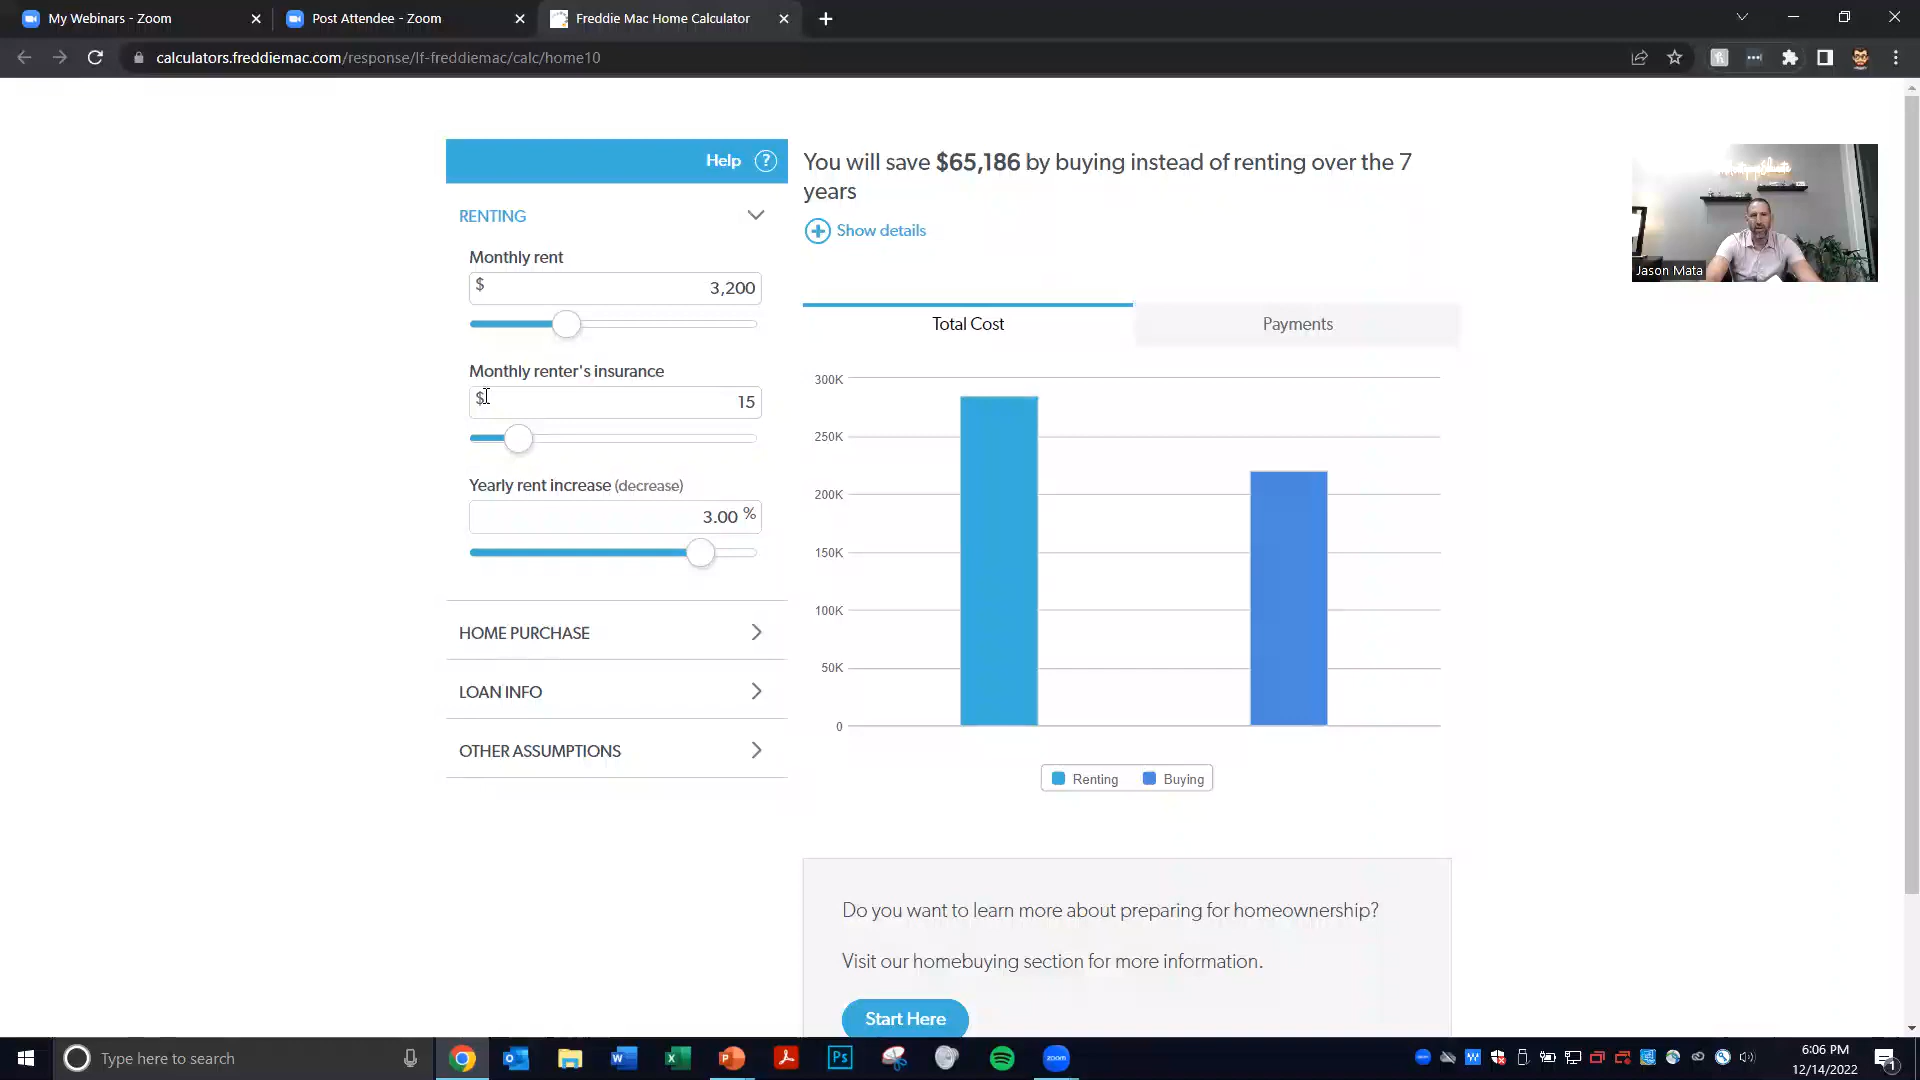 My Webinars - Zoom
Post Attendee - Zoom
Freddie Mac Home Calculator
calculators.freddiemac.com/response/lf-freddiemac/calc/home10
Help ?
RENTING
Monthly rent
$ 3,200
Monthly renter's insurance
$ 15
Yearly rent increase (decrease)
3.00 %
HOME PURCHASE
LOAN INFO
OTHER ASSUMPTIONS
You will save $65,186 by buying instead of renting over the 7
years
Show details
Total Cost
Payments
300K
250K
200K
150K
100K
50K
0
Renting
Buying
Do you want to learn more about preparing for homeownership?
Visit our homebuying section for more information.
Start Here
Jason Mata
Type here to search
Ps
zoom
6:06 PM
12/14/2022
1